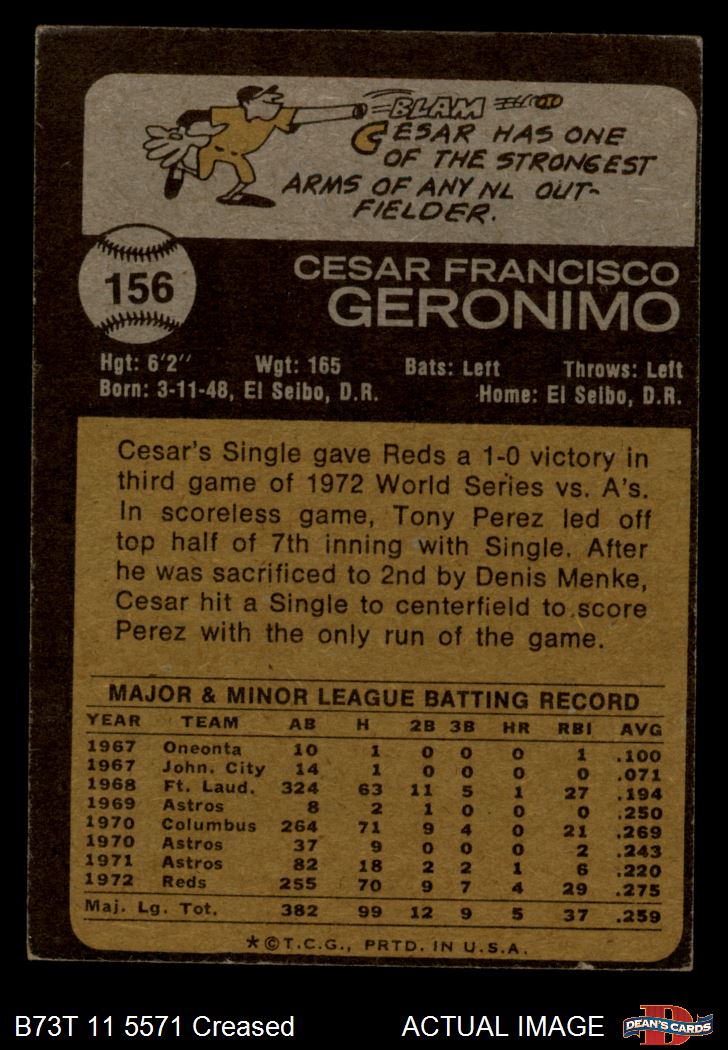 BLAM
CESAR HAS ONE
OF THE STRONGEST
ARMS OF ANY NL OUT-
FIELDER.
156
CESAR FRANCISCO
GERONIMO
Hgt: 6'2" Wgt: 165 Bats: Left Throws: Left
Born: 3-11-48, El Seibo, D.R. Home: El Seibo, D.R.
Cesar's Single gave Reds a 1-0 victory in
third game of 1972 World Series vs. A's.
In scoreless game, Tony Perez led off
top half of 7th inning with Single. After
he was sacrificed to 2nd by Denis Menke,
Cesar hit a Single to centerfield to score
Perez with the only run of the game.
MAJOR & MINOR LEAGUE BATTING RECORD
YEAR TEAM AB H 2B 3B HR RBI AVG
1967 Oneonta 10 1 0 0 0 1 .100
1967 John. City 14 1 0 0 0 0 .071
1968 Ft. Laud. 324 63 11 5 1 27 .194
1969 Astros 8 2 1 0 0 0 .250
1970 Columbus 264 71 9 4 0 21 .269
1970 Astros 37 9 0 0 0 2 .243
1971 Astros 82 18 2 2 1 6 .220
1972 Reds 255 70 9 7 4 29 .275
Maj. Lg. Tot. 382 99 12 9 5 37 .259
*©T.C.G., PRTD. IN U.S.A.
B73T 11 5571 Creased ACTUAL IMAGE DEAN'S CARDS